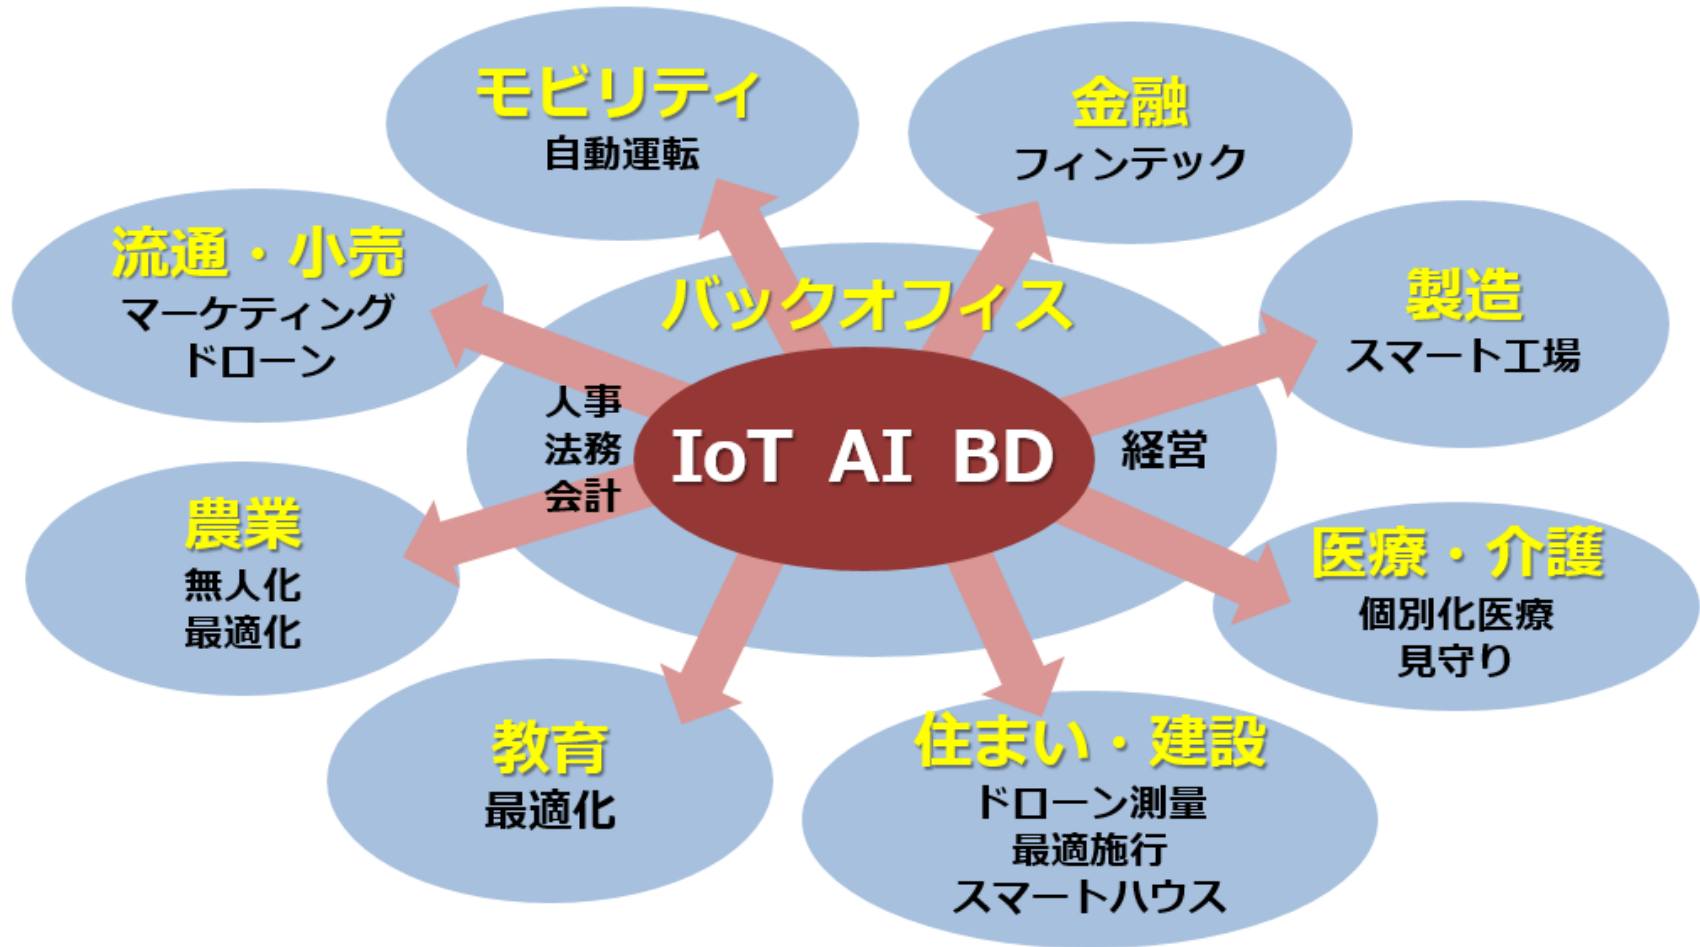 モビリティ
自動運転
金融
フィンテック
流通・小売
マーケティング
ドローン
バックオフィス
製造
スマート工場
人事
法務
会計
IoT AI BD
経営
農業
無人化
最適化
医療・介護
個別化医療
見守り
教育
最適化
住まい・建設
ドローン測量
最適施行
スマートハウス